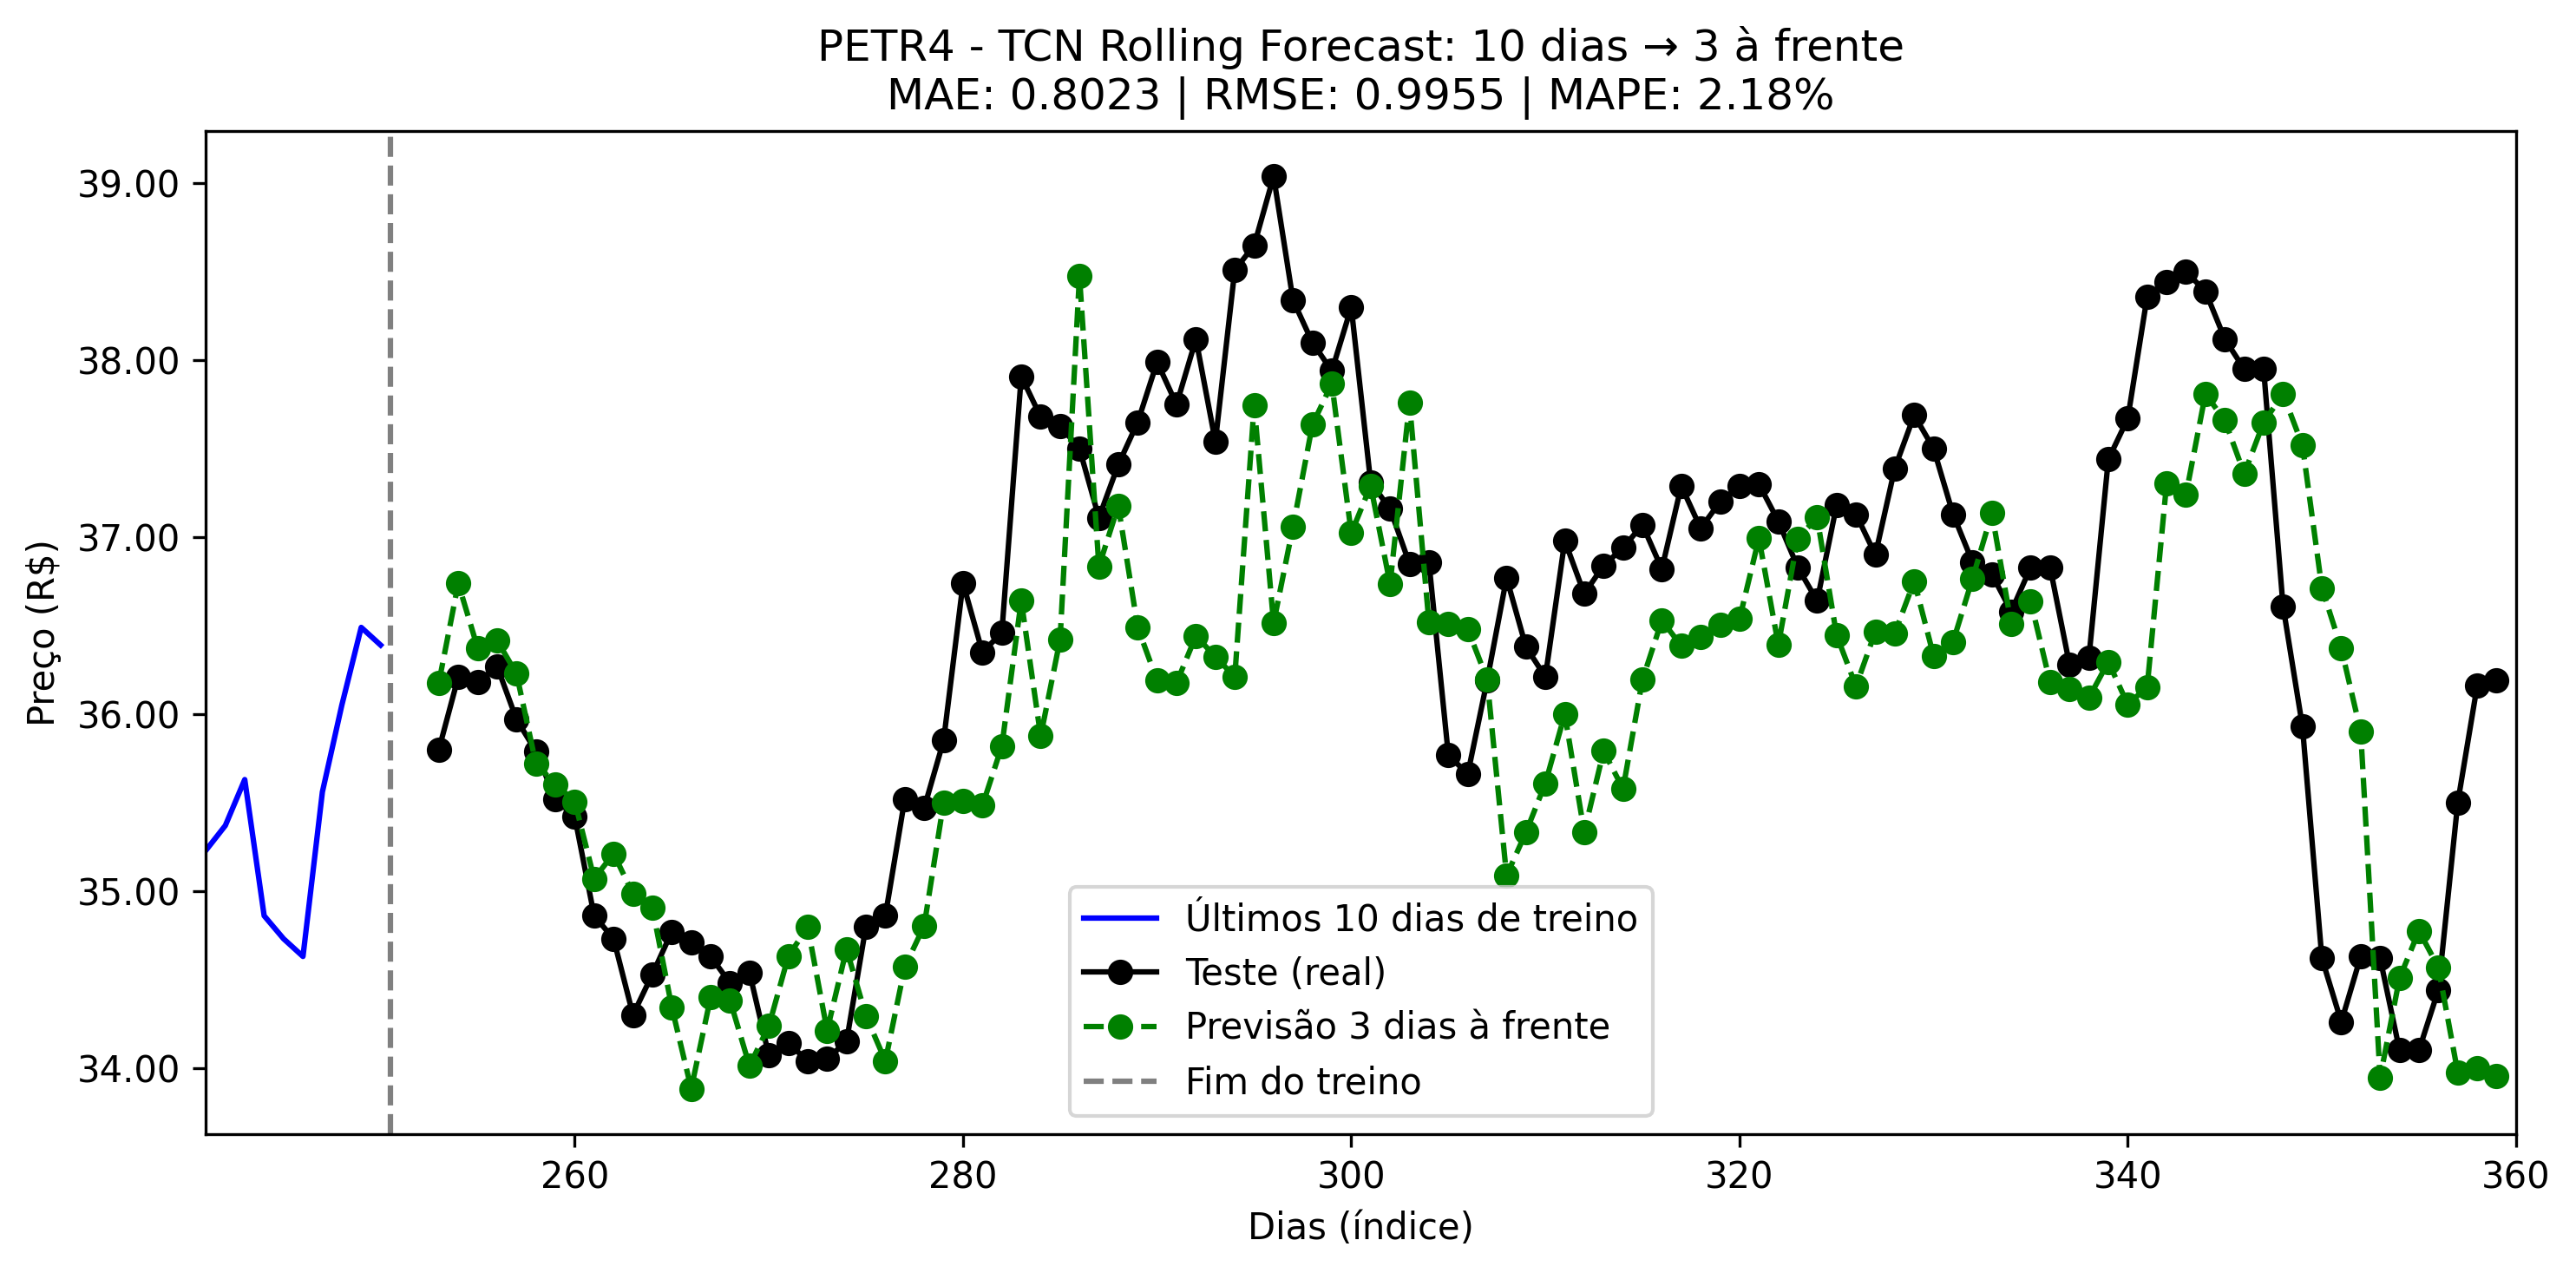 PETR4 - TCN Rolling Forecast: 10 dias → 3 à frente
MAE: 0.8023 | RMSE: 0.9955 | MAPE: 2.18%
Preço (R$)
39.00
38.00
37.00
36.00
35.00
34.00
Últimos 10 dias de treino
Teste (real)
Previsão 3 dias à frente
Fim do treino
260
280
300
320
340
360
Dias (índice)